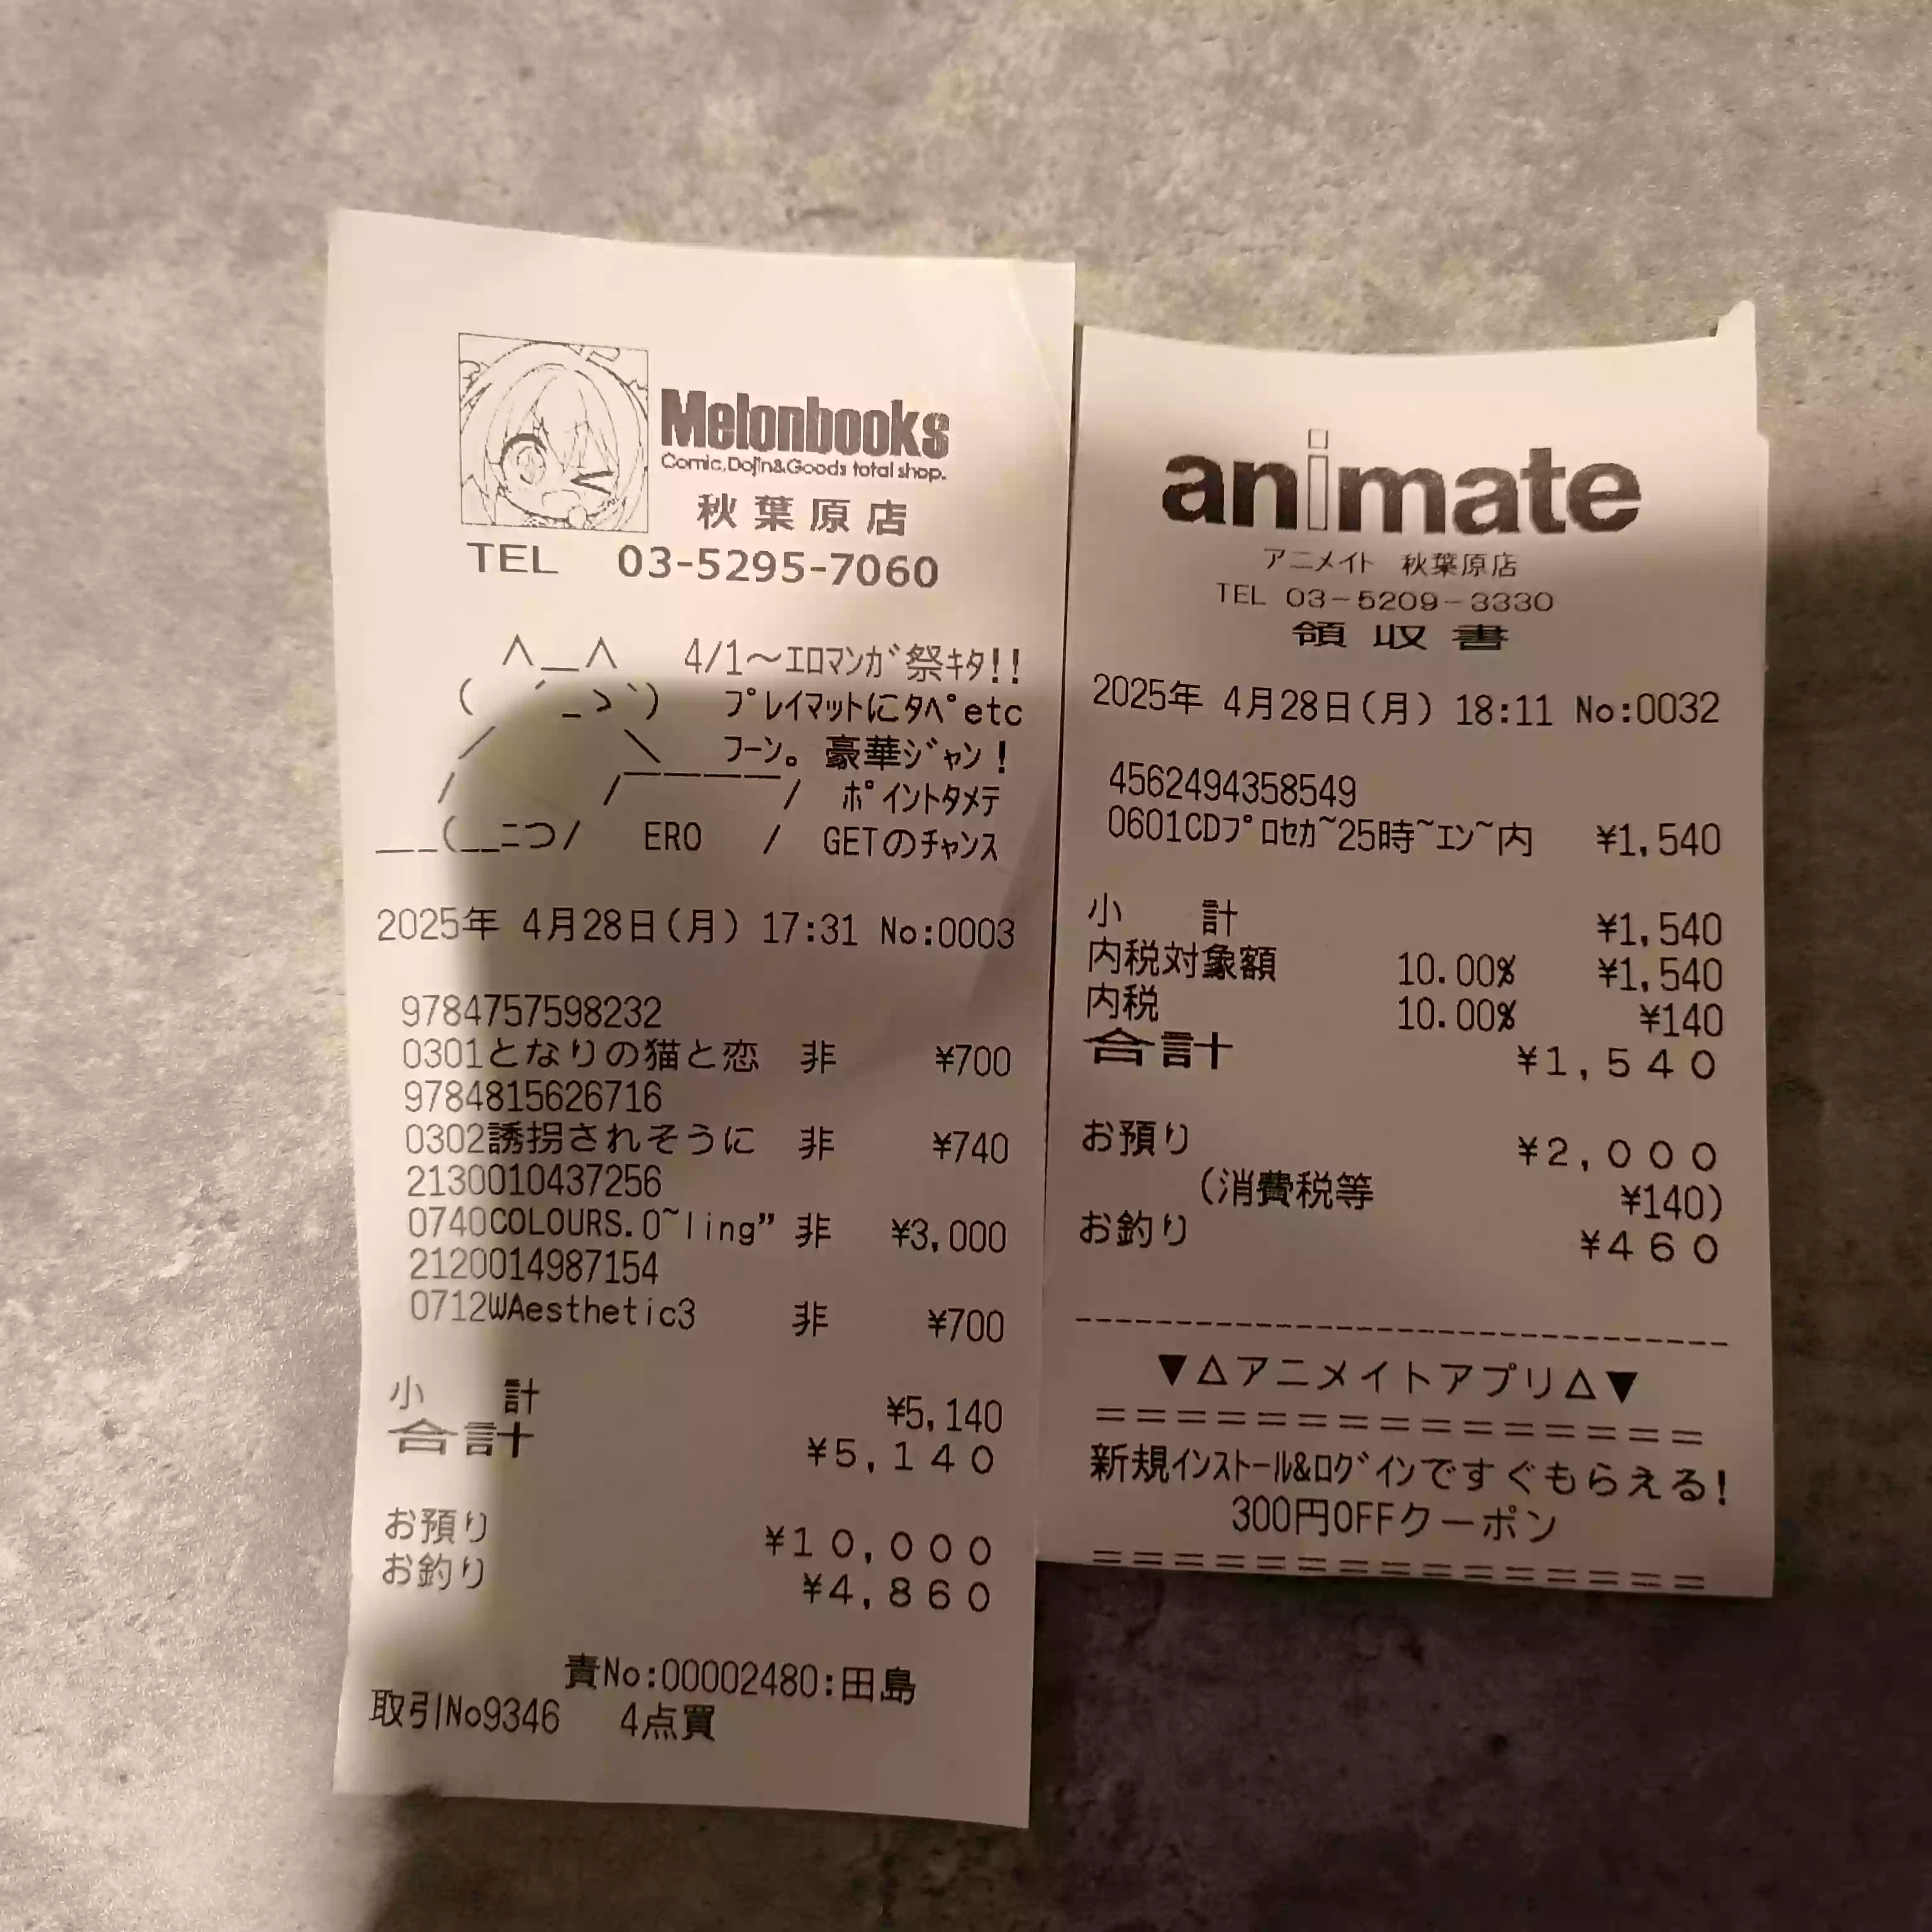 Melonbooks
Comic,Dojin&Goods total shop.
秋葉原店
TEL 03-5295-7060
4/1～ｴﾛﾏﾝｶﾞ祭ｷﾀ!!
ﾌﾟﾚｲﾏｯﾄにﾀﾍﾟetc
ﾌｰﾝ。豪華ｼﾞｬﾝ!
ﾎﾟｲﾝﾄﾀﾒﾃ
ERO GETのﾁｬﾝｽ
2025年 4月28日(月) 17:31 No:0003
9784757598232
0301となりの猫と恋 非 ¥700
9784815626716
0302誘拐されそうに 非 ¥740
2130010437256
0740COLOURS.0~ling” 非 ¥3,000
2120014987154
0712WAesthetic3 非 ¥700
小計 ¥5,140
合計 ¥5,140
お預り ¥10,000
お釣り ¥4,860
責No:00002480:田島
取引No9346 4点買
animate
アニメイト 秋葉原店
TEL 03-5209-3330
領収書
2025年 4月28日(月) 18:11 No:0032
4562494358549
0601CDﾌﾟﾛｾｶ~25時~ｴﾝ~内 ¥1,540
小計 ¥1,540
内税対象額 10.00% ¥1,540
内税 10.00% ¥140
合計 ¥1,540
お預り ¥2,000
(消費税等 ¥140)
お釣り ¥460
▼△アニメイトアプリ△▼
新規ｲﾝｽﾄｰﾙ&ﾛｸﾞｲﾝですぐもらえる!
300円OFFクーポン